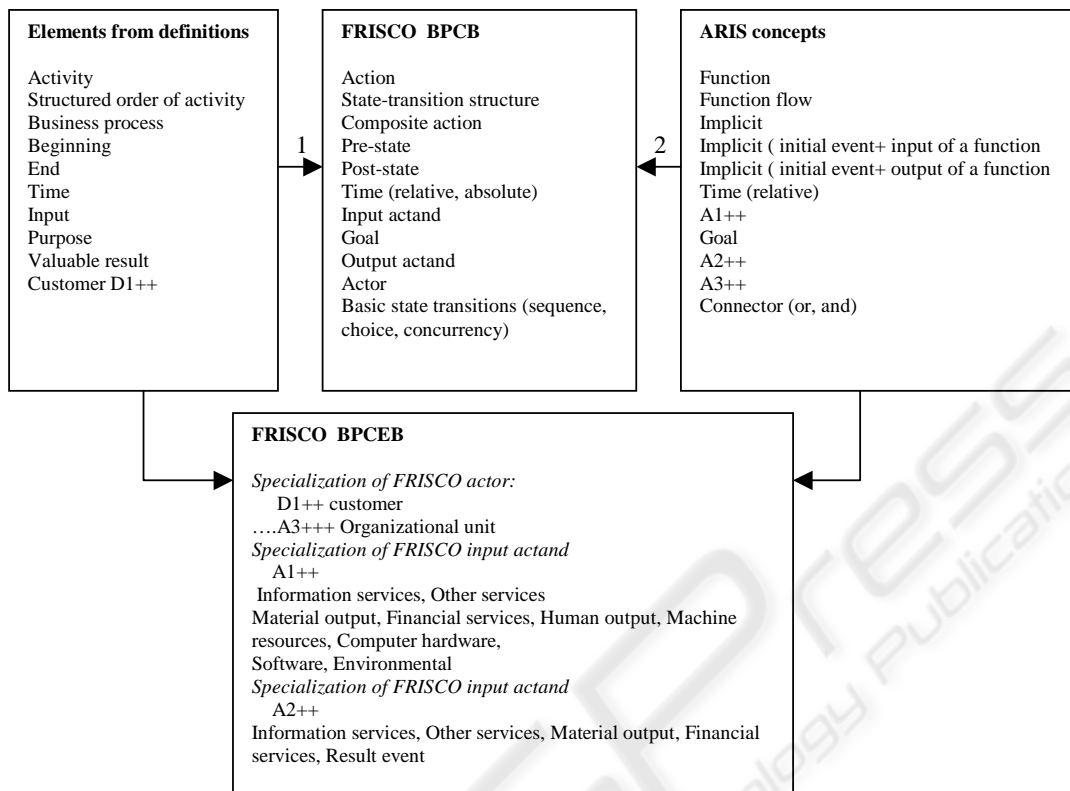 Elements from definitions
Activity
Structured order of activity
Business process
Beginning
End
Time
Input
Purpose
Valuable result
Customer D1++
1
FRISCO BPCB
Action
State-transition structure
Composite action
Pre-state
Post-state
Time (relative, absolute)
Input actand
Goal
Output actand
Actor
Basic state transitions (sequence,
choice, concurrency)
2
ARIS concepts
Function
Function flow
Implicit
Implicit ( initial event+ input of a function
Implicit ( initial event+ output of a function
Time (relative)
A1++
Goal
A2++
A3++
Connector (or, and)
FRISCO BPCEB
Specialization of FRISCO actor:
D1++ customer
….A3+++ Organizational unit
Specialization of FRISCO input actand
A1++
Information services, Other services
Material output, Financial services, Human output, Machine
resources, Computer hardware,
Software, Environmental
Specialization of FRISCO input actand
A2++
Information services, Other services, Material output, Financial
services, Result event